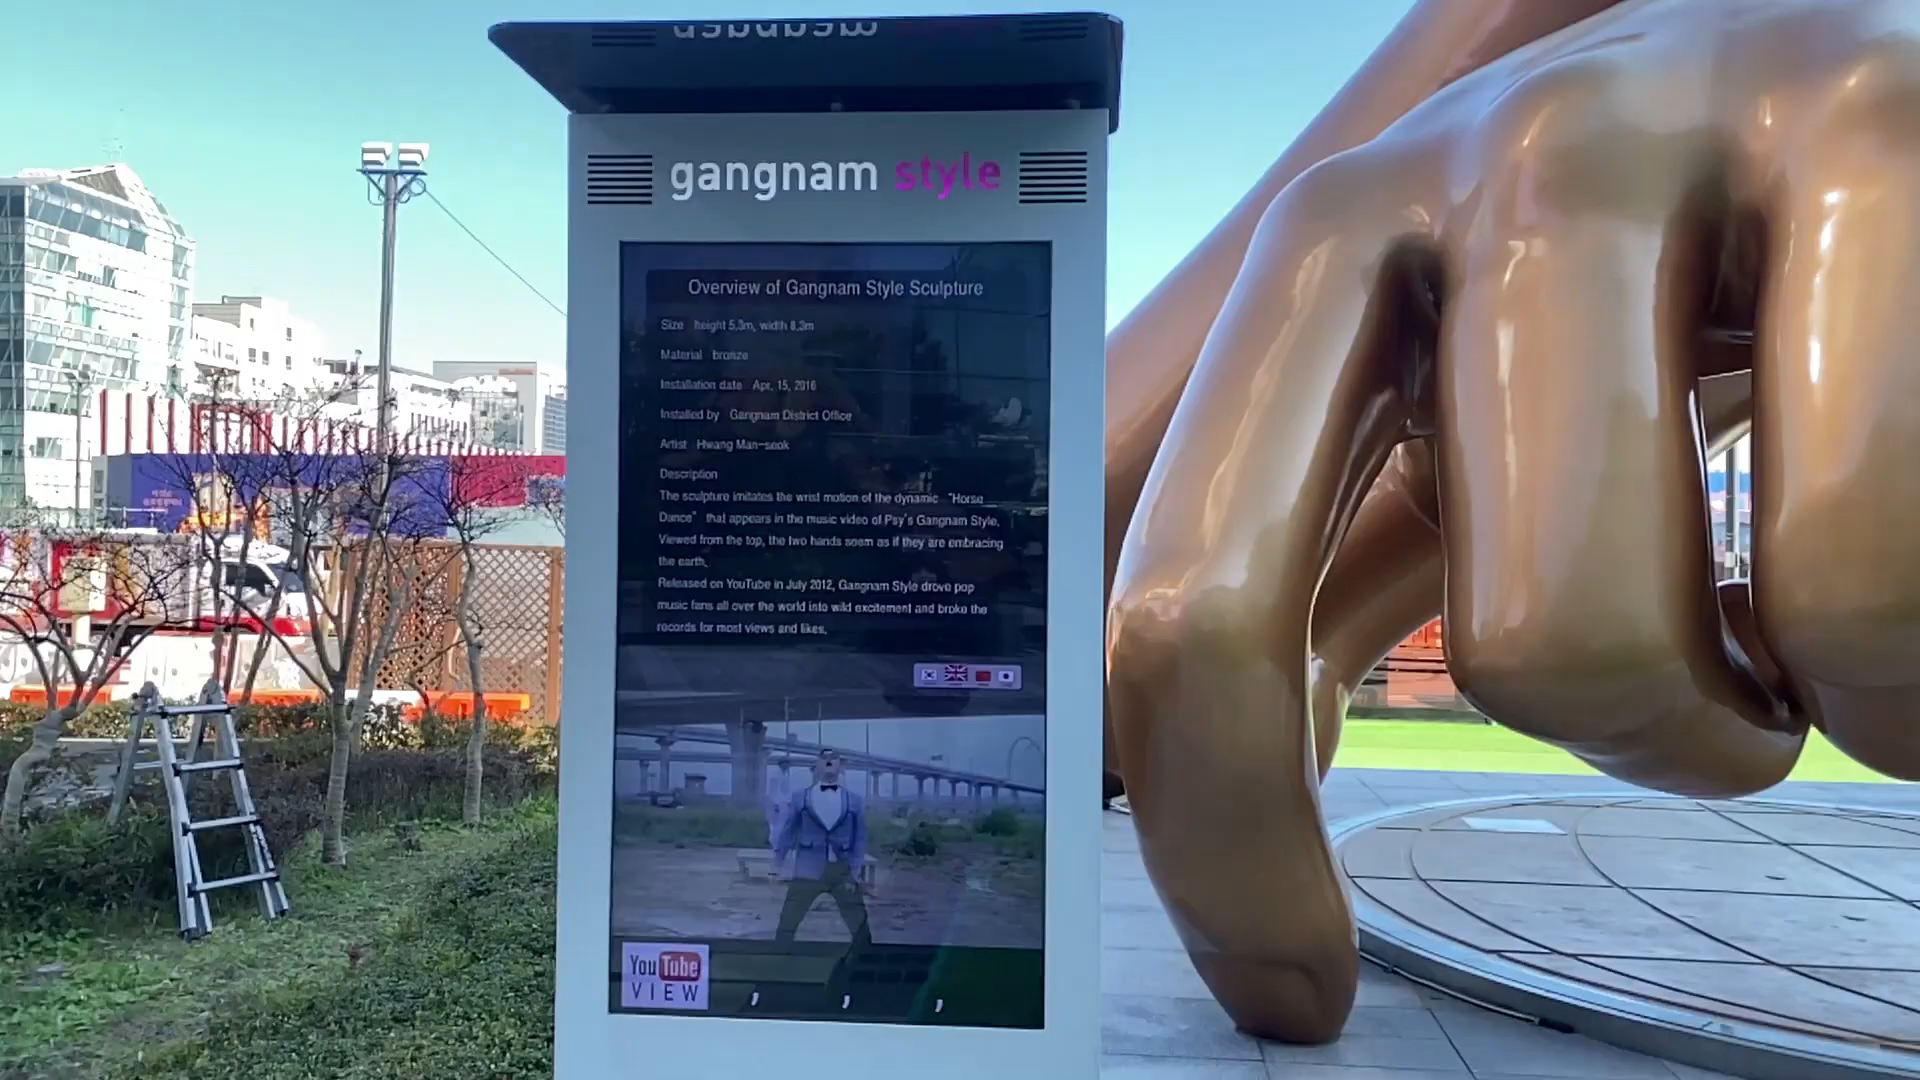 gangnam style
Overview of Gangnam Style Sculpture
Size height 5.3m, width 8.3m
Material bronze
Installation date Apr. 15, 2016
Installed by Gangnam District Office
Artist Hwang Man-seok
Description
The sculpture imitates the wrist motion of the dynamic "Horse
Dance" that appears in the music video of Psy's Gangnam Style.
Viewed from the top, the two hands seem as if they are embracing
the earth.
Released on YouTube in July 2012, Gangnam Style drove pop
music fans all over the world into wild excitement and broke the
records for most views and likes.
YouTube
VIEW
, , ,